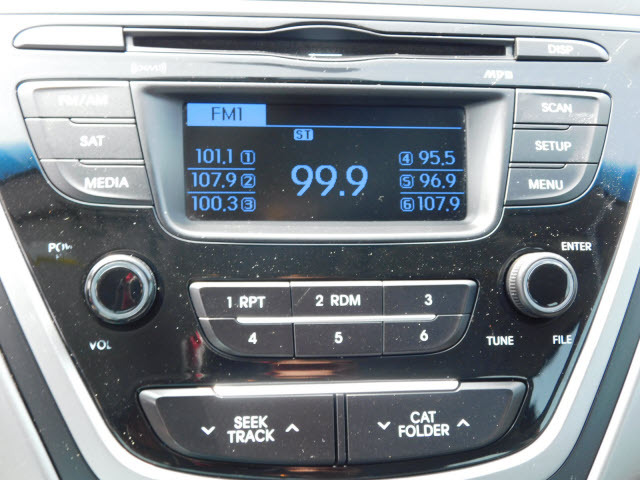 DISP
MP3
FM/AM
SCAN
SAT
SETUP
MEDIA
MENU
FM1
ST
101.1 1
107.9 2
100.3 3
99.9
4 95.5
5 96.9
6 107.9
POW
VOL
ENTER
TUNE
FILE
1 RPT
2 RDM
3
4
5
6
SEEK
TRACK
CAT
FOLDER